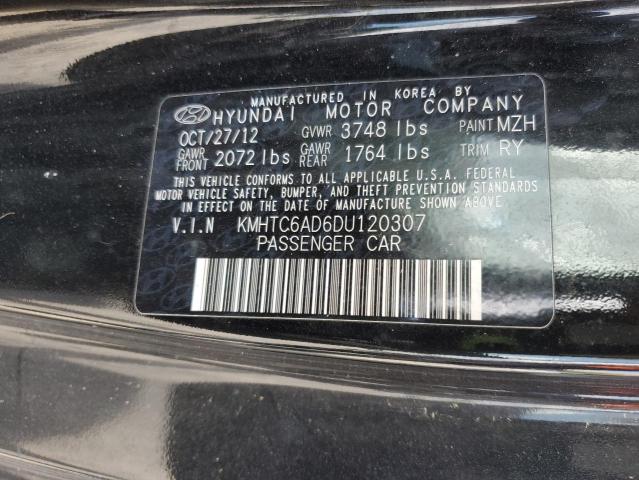 MANUFACTURED IN KOREA BY
HYUNDAI MOTOR COMPANY
OCT/27/12 GVWR 3748 lbs PAINT MZH
GAWR FRONT 2072 lbs GAWR REAR 1764 lbs TRIM RY
THIS VEHICLE CONFORMS TO ALL APPLICABLE U.S.A. FEDERAL
MOTOR VEHICLE SAFETY, BUMPER, AND THEFT PREVENTION STANDARDS
IN EFFECT ON THE DATE OF MANUFACTURE SHOWN ABOVE.
V.I.N KMHTC6AD6DU120307
PASSENGER CAR